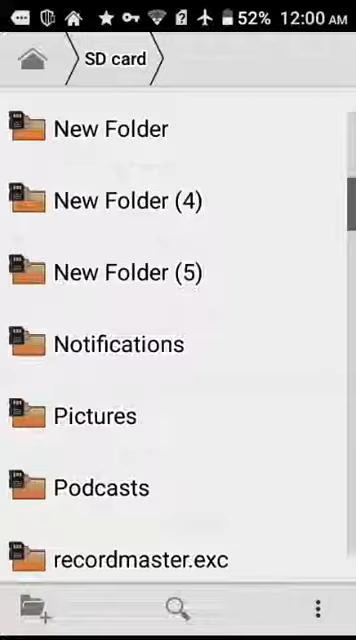 52% 12:00 AM
SD card
New Folder
New Folder (4)
New Folder (5)
Notifications
Pictures
Podcasts
recordmaster.exc